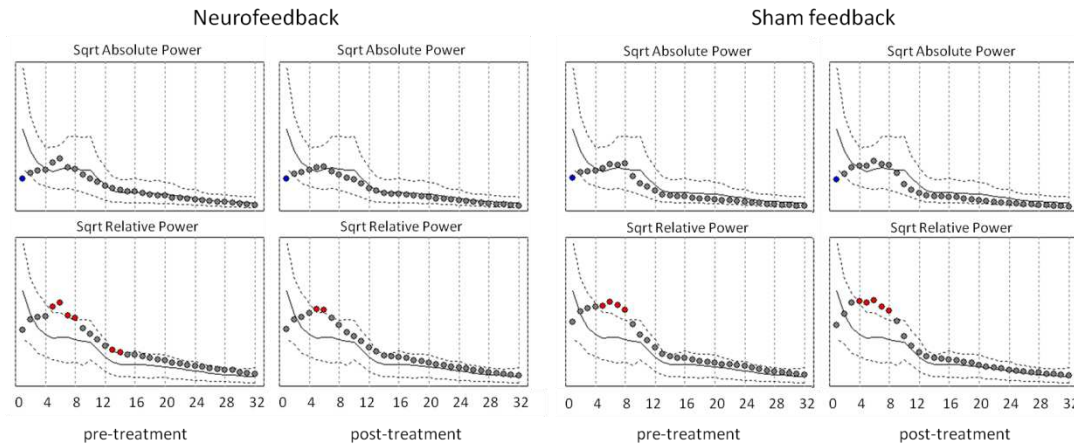 Neurofeedback Sham feedback
Sqrt Absolute Power Sqrt Absolute Power Sqrt Absolute Power Sqrt Absolute Power
Sqrt Relative Power Sqrt Relative Power Sqrt Relative Power Sqrt Relative Power
0 4 8 12 16 20 24 28 32 0 4 8 12 16 20 24 28 32 0 4 8 12 16 20 24 28 32 0 4 8 12 16 20 24 28 32
pre-treatment post-treatment pre-treatment post-treatment